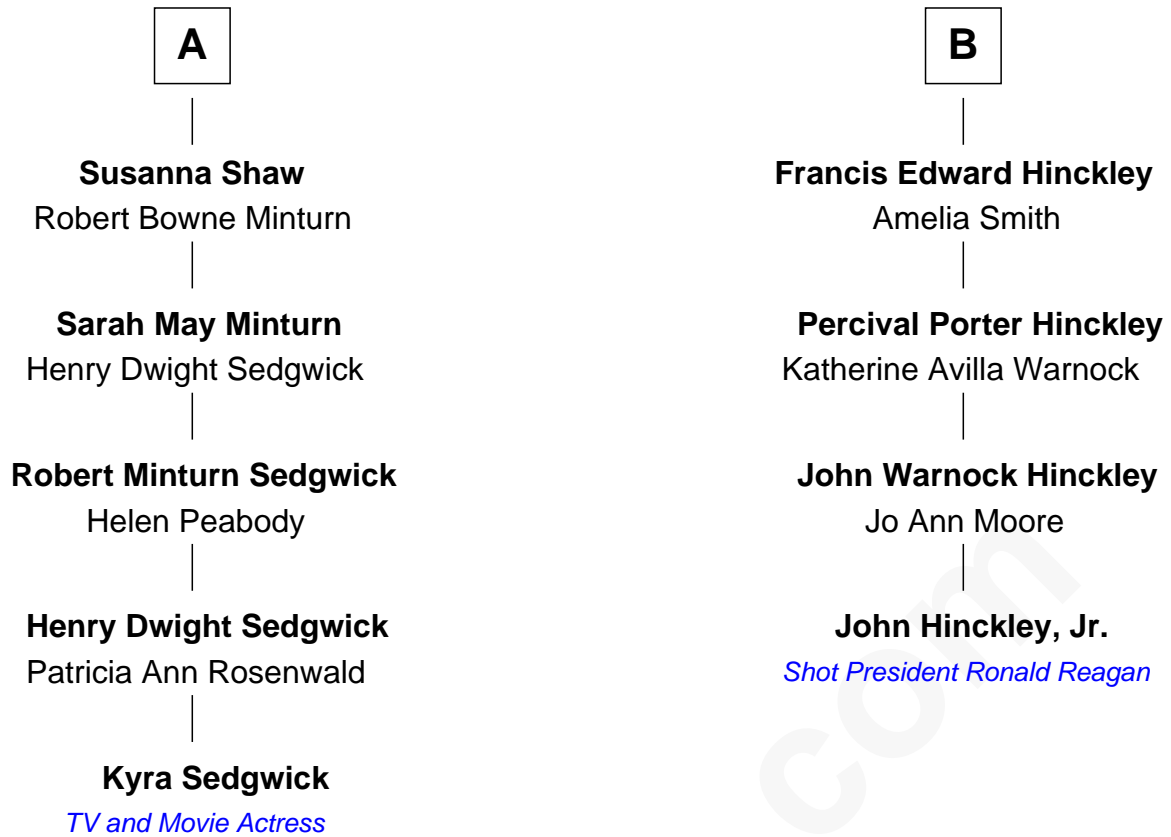 A
Susanna Shaw
Robert Bowne Minturn
Sarah May Minturn
Henry Dwight Sedgwick
Robert Minturn Sedgwick
Helen Peabody
Henry Dwight Sedgwick
Patricia Ann Rosenwald
Kyra Sedgwick
TV and Movie Actress
B
Francis Edward Hinckley
Amelia Smith
Percival Porter Hinckley
Katherine Avilla Warnock
John Warnock Hinckley
Jo Ann Moore
John Hinckley, Jr.
Shot President Ronald Reagan
com